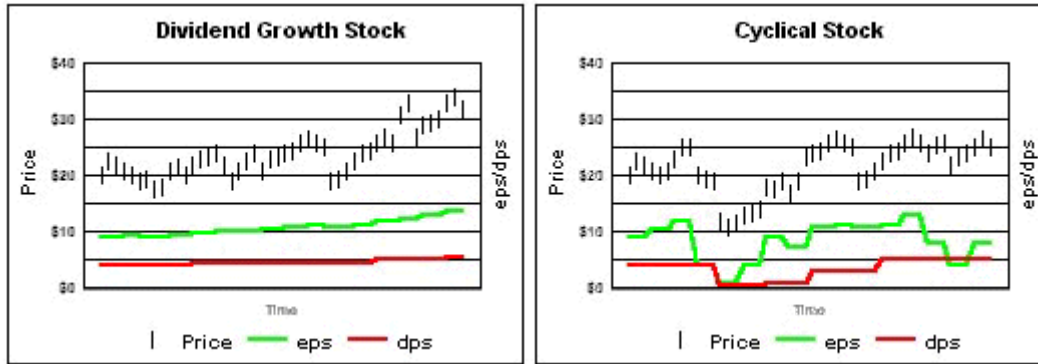 Dividend Growth Stock
$40
$30
$20
$10
$0
Price
eps/dps
Time
Price eps dps
Cyclical Stock
$40
$30
$20
$10
$0
Price
eps/dps
Time
Price eps dps